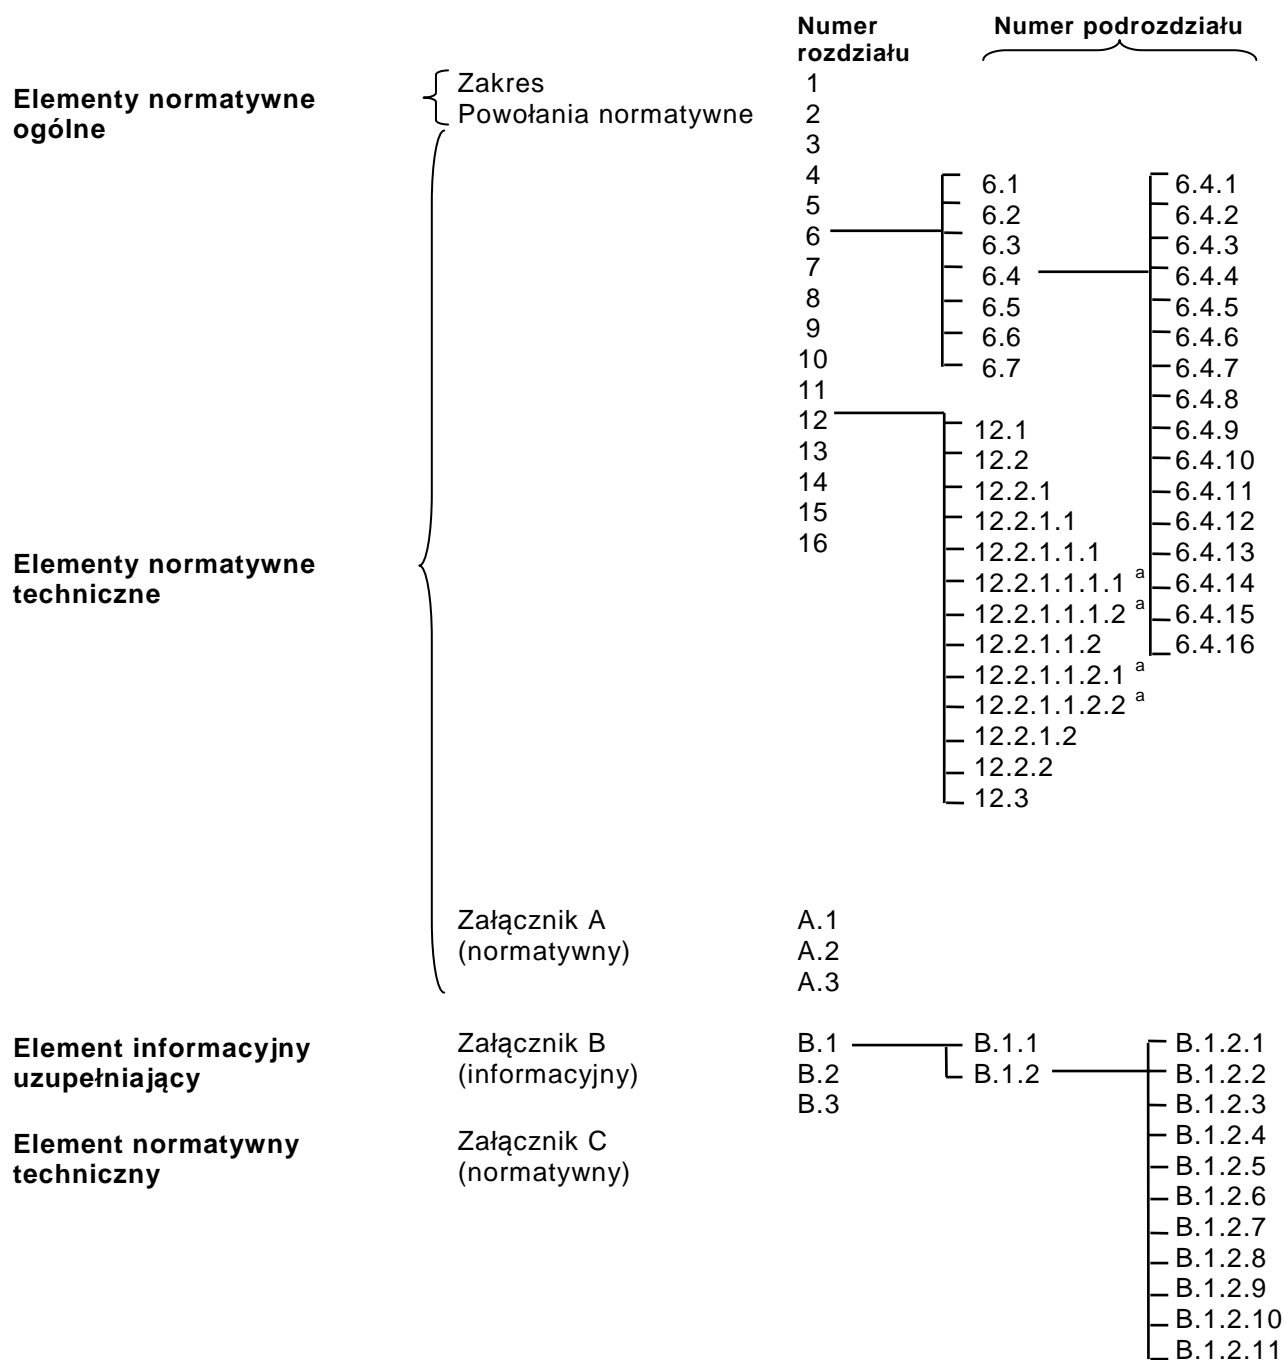 Numer
rozdziału
Numer podrozdziału
Elementy normatywne
ogólne
Zakres
Powołania normatywne
1
2
3
4
5
6
7
8
9
10
11
12
13
14
15
16
6.1
6.2
6.3
6.4
6.5
6.6
6.7
6.4.1
6.4.2
6.4.3
6.4.4
6.4.5
6.4.6
6.4.7
6.4.8
6.4.9
6.4.10
6.4.11
6.4.12
6.4.13
6.4.14
6.4.15
6.4.16
12.1
12.2
12.2.1
12.2.1.1
12.2.1.1.1
12.2.1.1.1.1 a
12.2.1.1.1.2 a
12.2.1.1.2
12.2.1.1.2.1 a
12.2.1.1.2.2 a
12.2.1.2
12.2.2
12.3
Elementy normatywne
techniczne
Załącznik A
(normatywny)
A.1
A.2
A.3
Element informacyjny
uzupełniający
Załącznik B
(informacyjny)
B.1
B.2
B.3
B.1.1
B.1.2
B.1.2.1
B.1.2.2
B.1.2.3
B.1.2.4
B.1.2.5
B.1.2.6
B.1.2.7
B.1.2.8
B.1.2.9
B.1.2.10
B.1.2.11
Element normatywny
techniczny
Załącznik C
(normatywny)